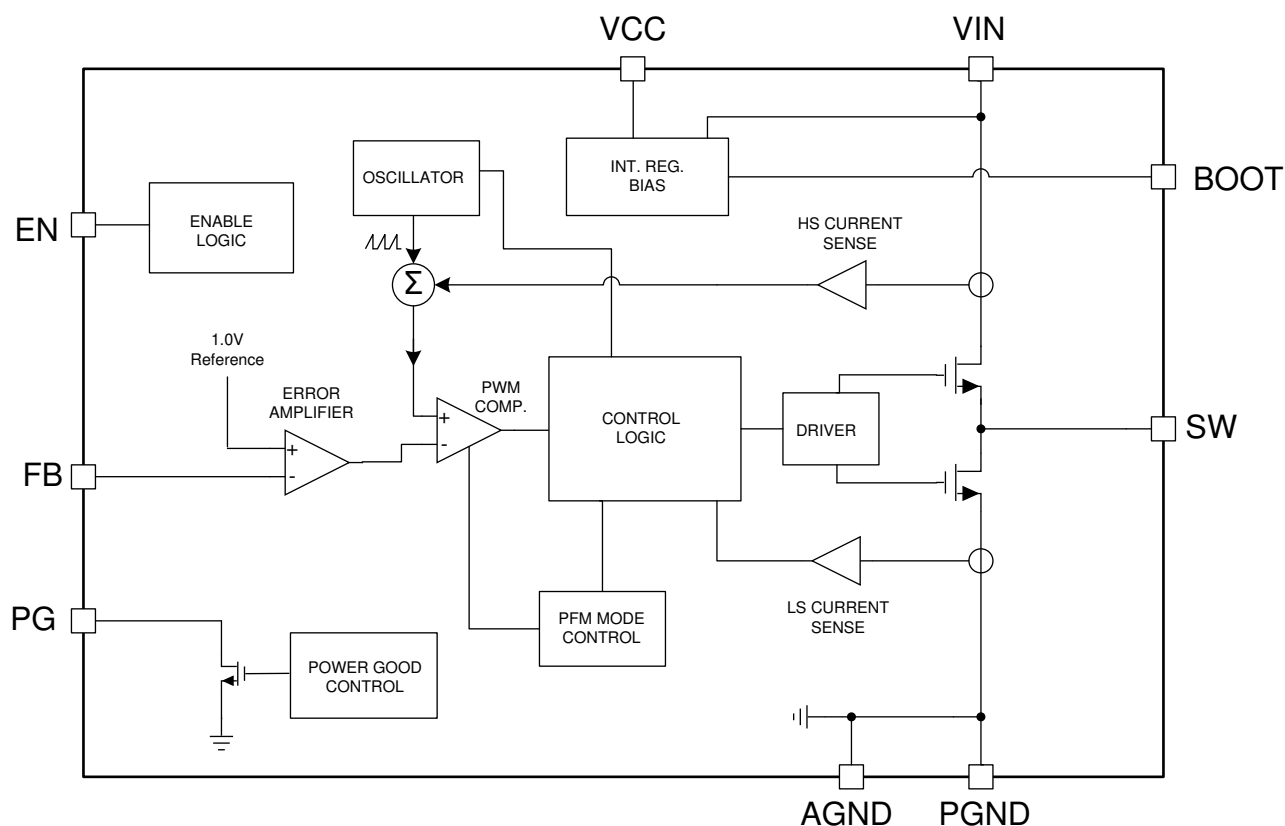 VCC
VIN
OSCILLATOR
INT. REG.
BIAS
BOOT
EN
ENABLE
LOGIC
HS CURRENT
SENSE
Σ
1.0V
Reference
ERROR
AMPLIFIER
PWM
COMP.
+
-
+
-
CONTROL
LOGIC
DRIVER
SW
FB
PG
PFM MODE
CONTROL
LS CURRENT
SENSE
POWER GOOD
CONTROL
AGND
PGND